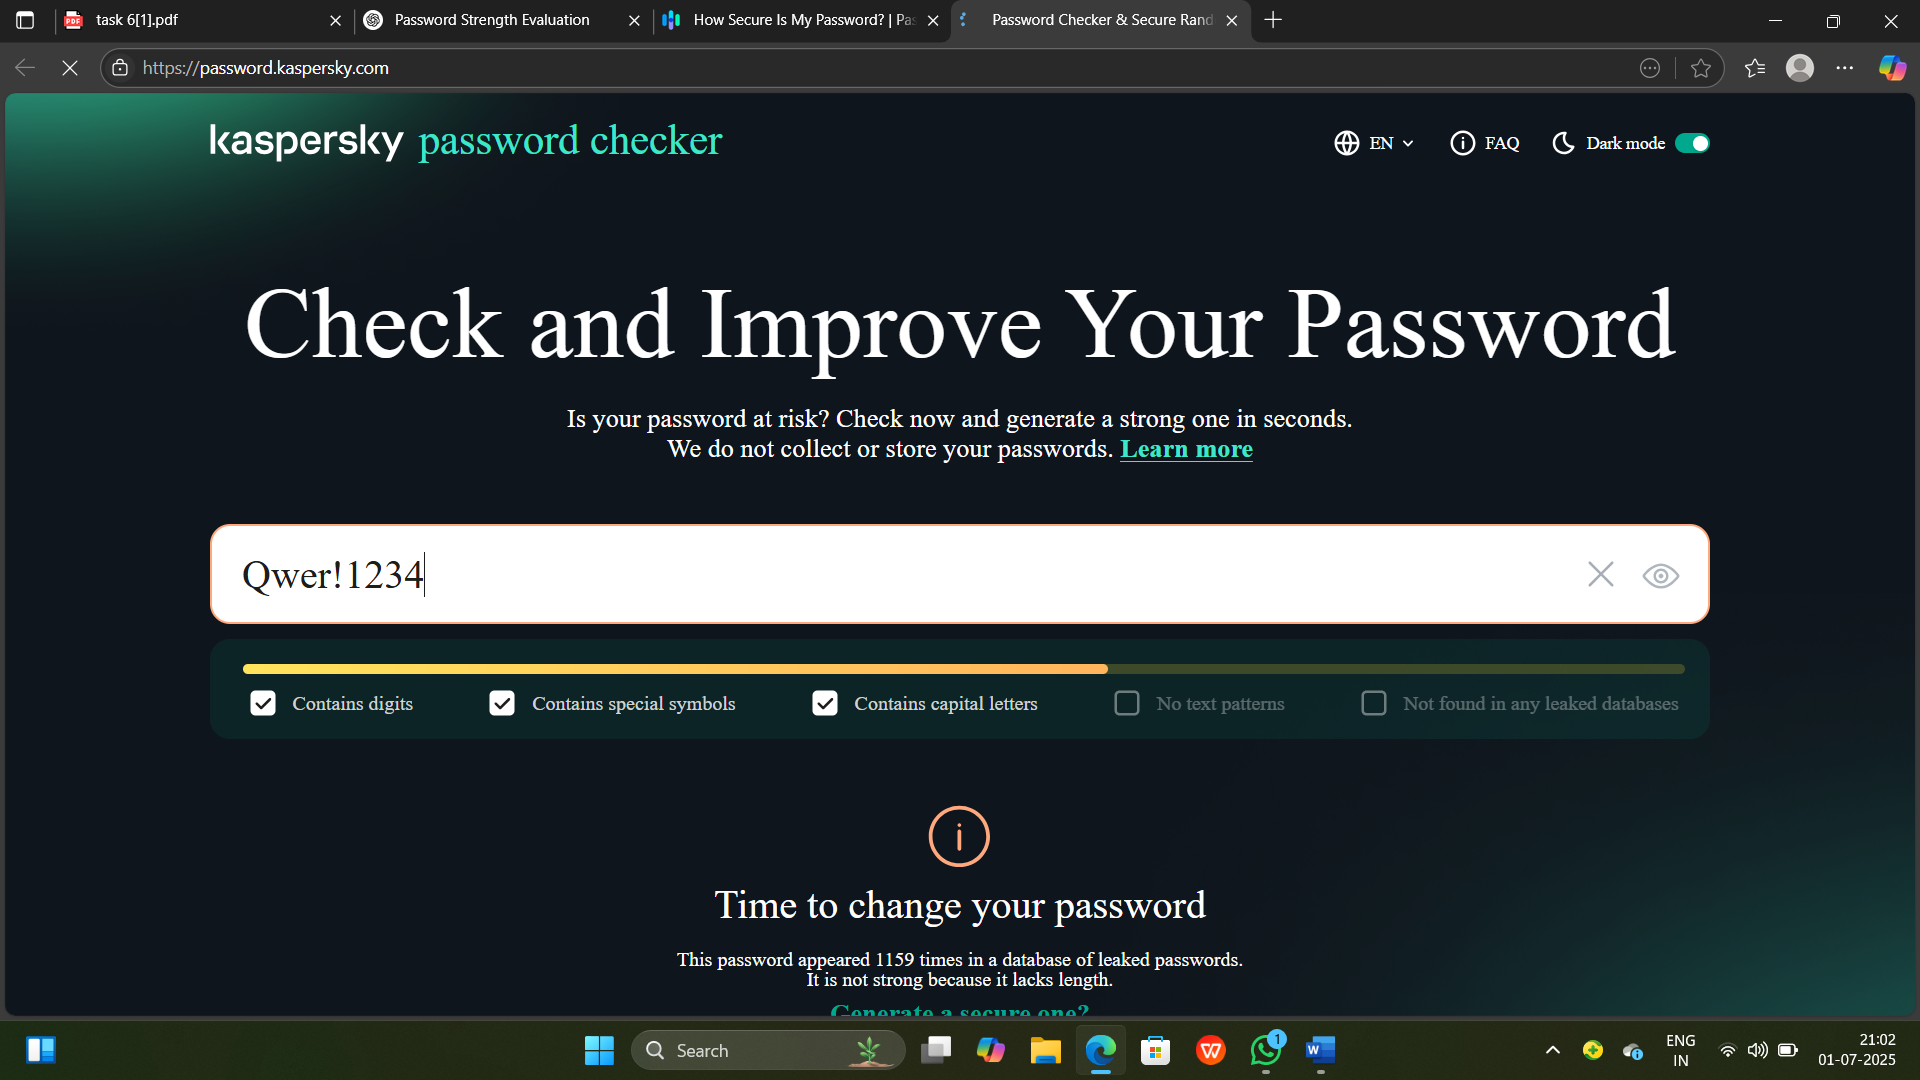 task 6[1].pdf
Password Strength Evaluation
How Secure Is My Password? | Pas
Password Checker & Secure Rand
https://password.kaspersky.com
kaspersky password checker
EN
FAQ
Dark mode
Check and Improve Your Password
Is your password at risk? Check now and generate a strong one in seconds.
We do not collect or store your passwords. Learn more
Qwer!1234
Contains digits
Contains special symbols
Contains capital letters
No text patterns
Not found in any leaked databases
Time to change your password
This password appeared 1159 times in a database of leaked passwords.
It is not strong because it lacks length.
Generate a secure one?
Search
1
ENG
IN
21:02
01-07-2025